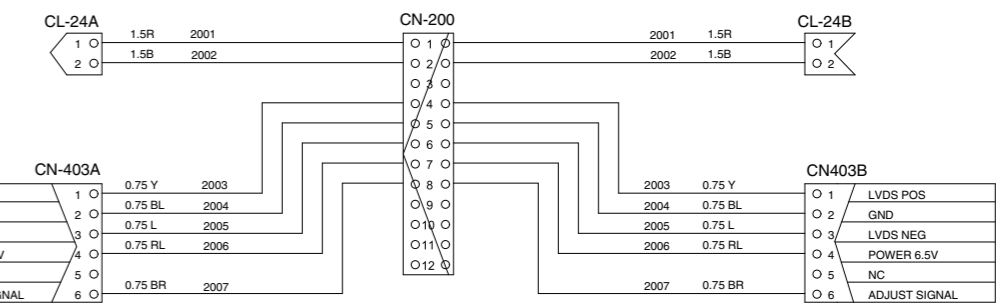 CL-24A CN-200 CL-24B
1 1.5R 2001 1 2001 1.5R 1
2 1.5B 2002 2 2002 1.5B 2
3
4
5
6
CN-403A 7 CN403B
1 0.75 Y 2003 8 2003 0.75 Y 1 LVDS POS
2 0.75 BL 2004 9 2004 0.75 BL 2 GND
3 0.75 L 2005 10 2005 0.75 L 3 LVDS NEG
V 4 0.75 RL 2006 11 2006 0.75 RL 4 POWER 6.5V
5 12 5 NC
GNAL 6 0.75 BR 2007 2007 0.75 BR 6 ADJUST SIGNAL